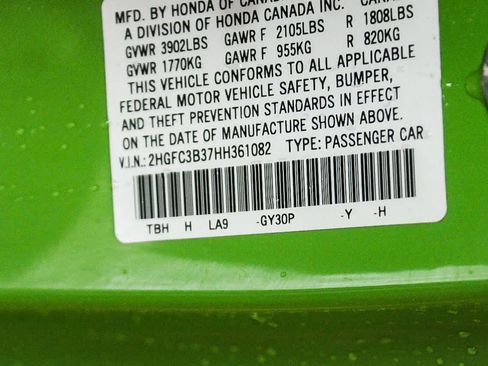 MFD. BY HONDA OF CANADA
A DIVISION OF HONDA CANADA INC.
GVWR 3902LBS GAWR F 2105LBS R 1808LBS
GVWR 1770KG GAWR F 955KG R 820KG
THIS VEHICLE CONFORMS TO ALL APPLICABLE
FEDERAL MOTOR VEHICLE SAFETY, BUMPER,
AND THEFT PREVENTION STANDARDS IN EFFECT
ON THE DATE OF MANUFACTURE SHOWN ABOVE.
V.I.N.: 2HGFC3B37HH361082 TYPE: PASSENGER CAR
TBH H LA9 -GY30P -Y -H